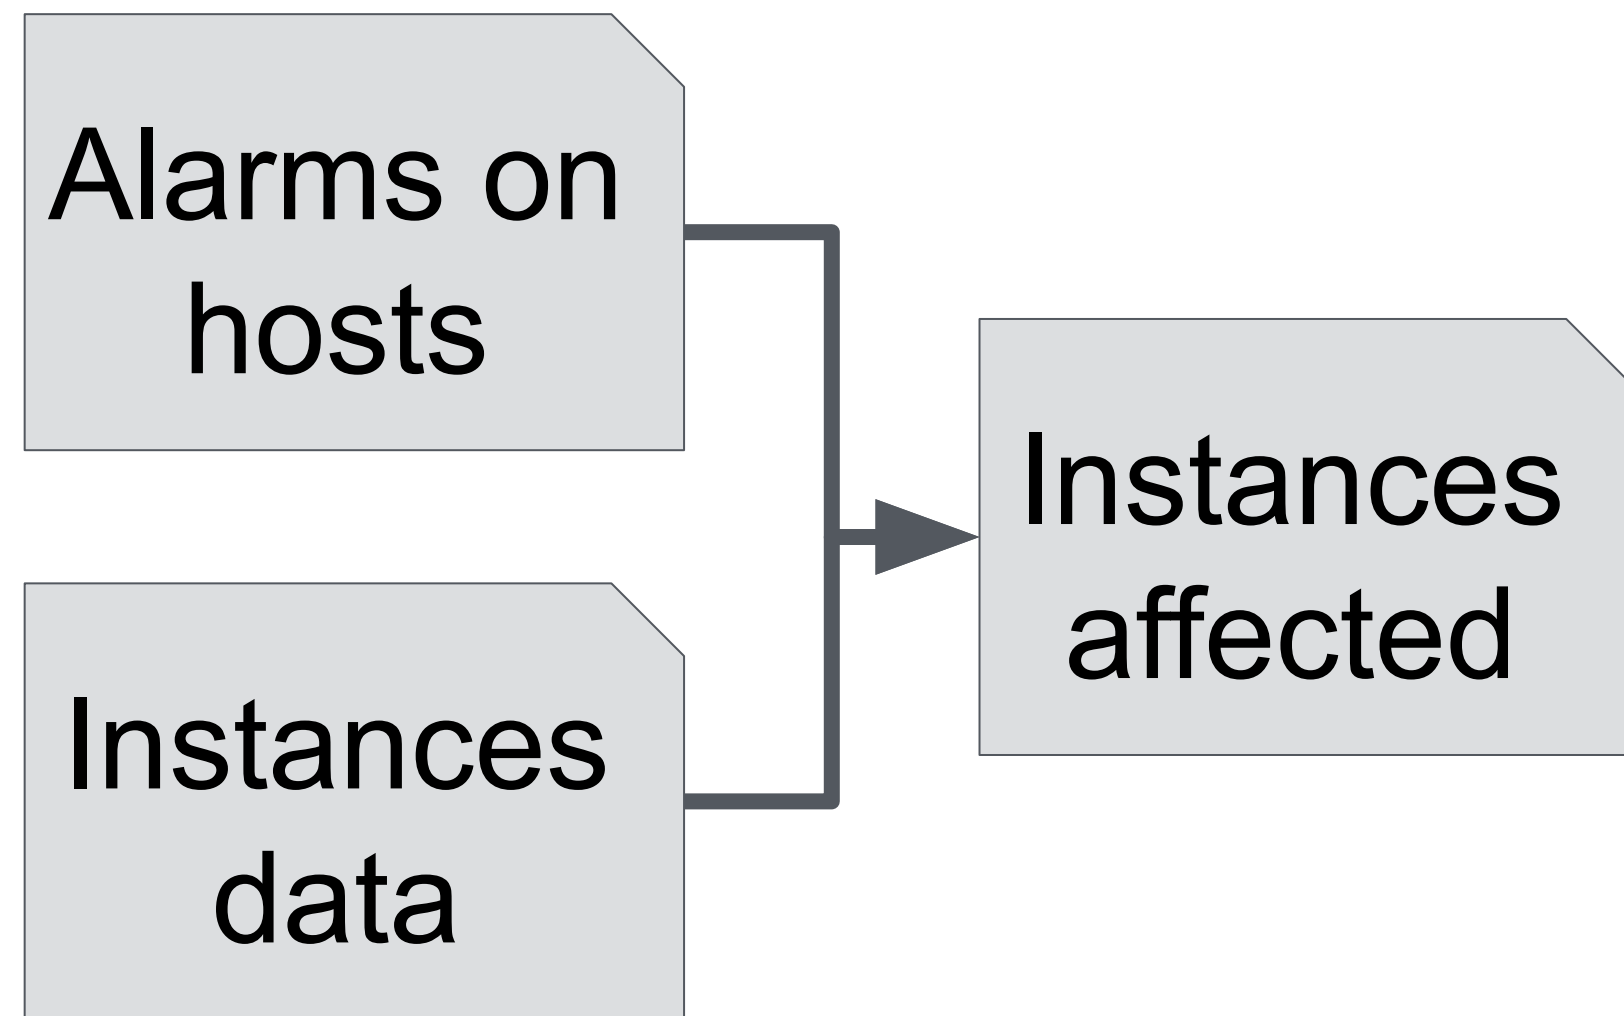 Alarms on
hosts
Instances
data
Instances
affected